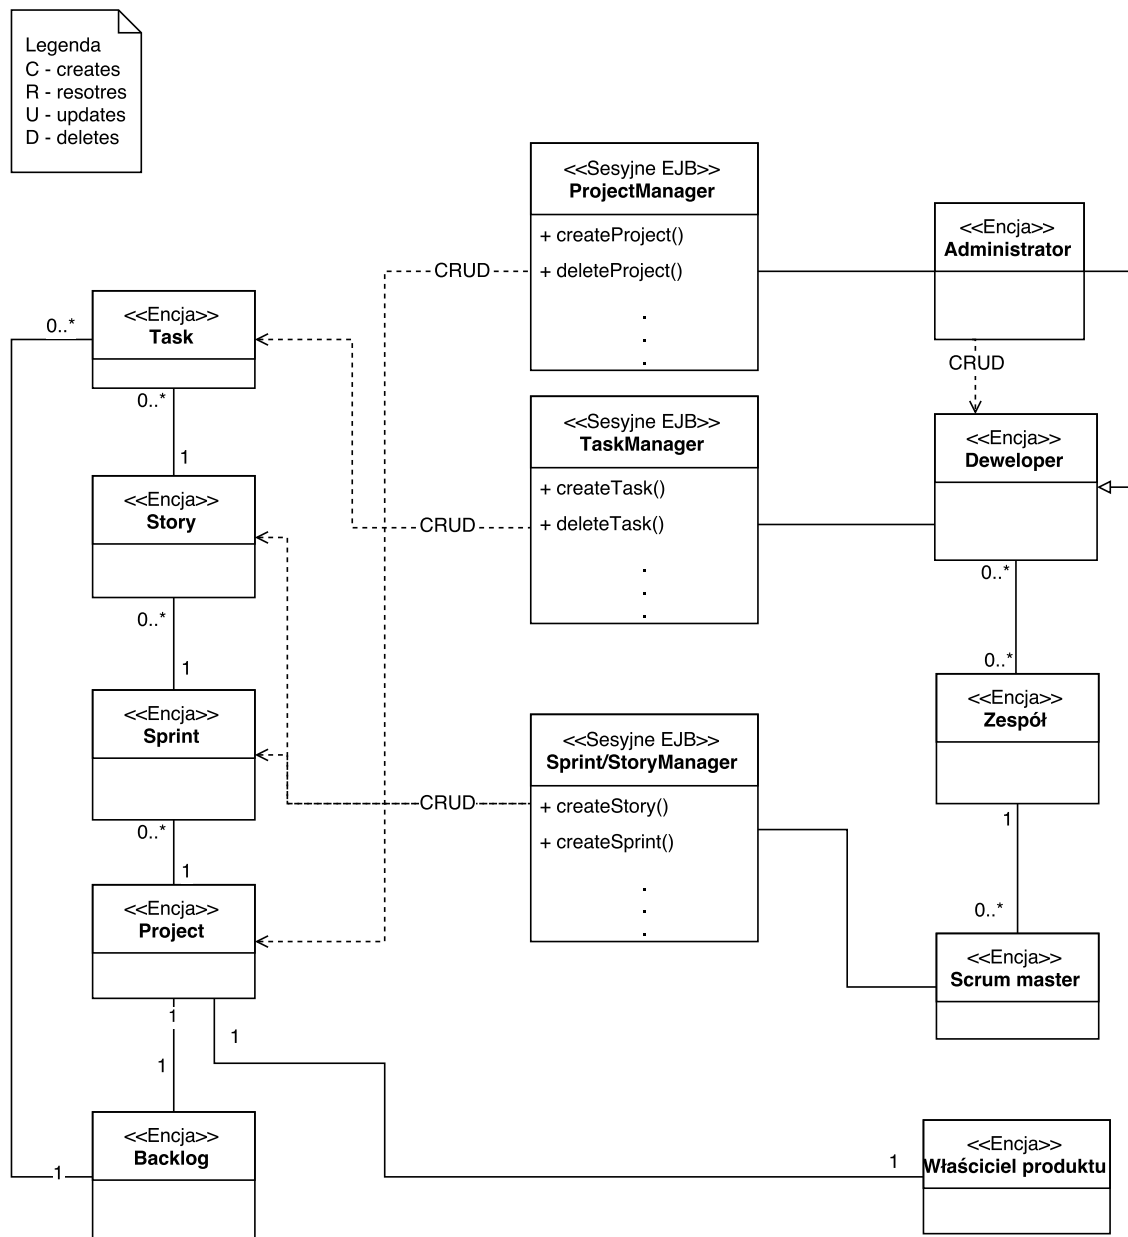 Legenda
C - creates
R - resotres
U - updates
D - deletes
<<Sesyjne EJB>>
ProjectManager
+ createProject()
+ deleteProject()
.
.
.
<<Encja>>
Administrator
CRUD
CRUD
<<Encja>>
Task
0..*
0..*
1
<<Sesyjne EJB>>
TaskManager
+ createTask()
+ deleteTask()
.
.
.
<<Encja>>
Deweloper
CRUD
<<Encja>>
Story
0..*
1
0..*
0..*
<<Encja>>
Sprint
0..*
1
<<Sesyjne EJB>>
Sprint/StoryManager
+ createStory()
+ createSprint()
.
.
.
CRUD
<<Encja>>
Zespół
1
0..*
<<Encja>>
Project
1
1
1
<<Encja>>
Scrum master
<<Encja>>
Backlog
1
1
<<Encja>>
Właściciel produktu